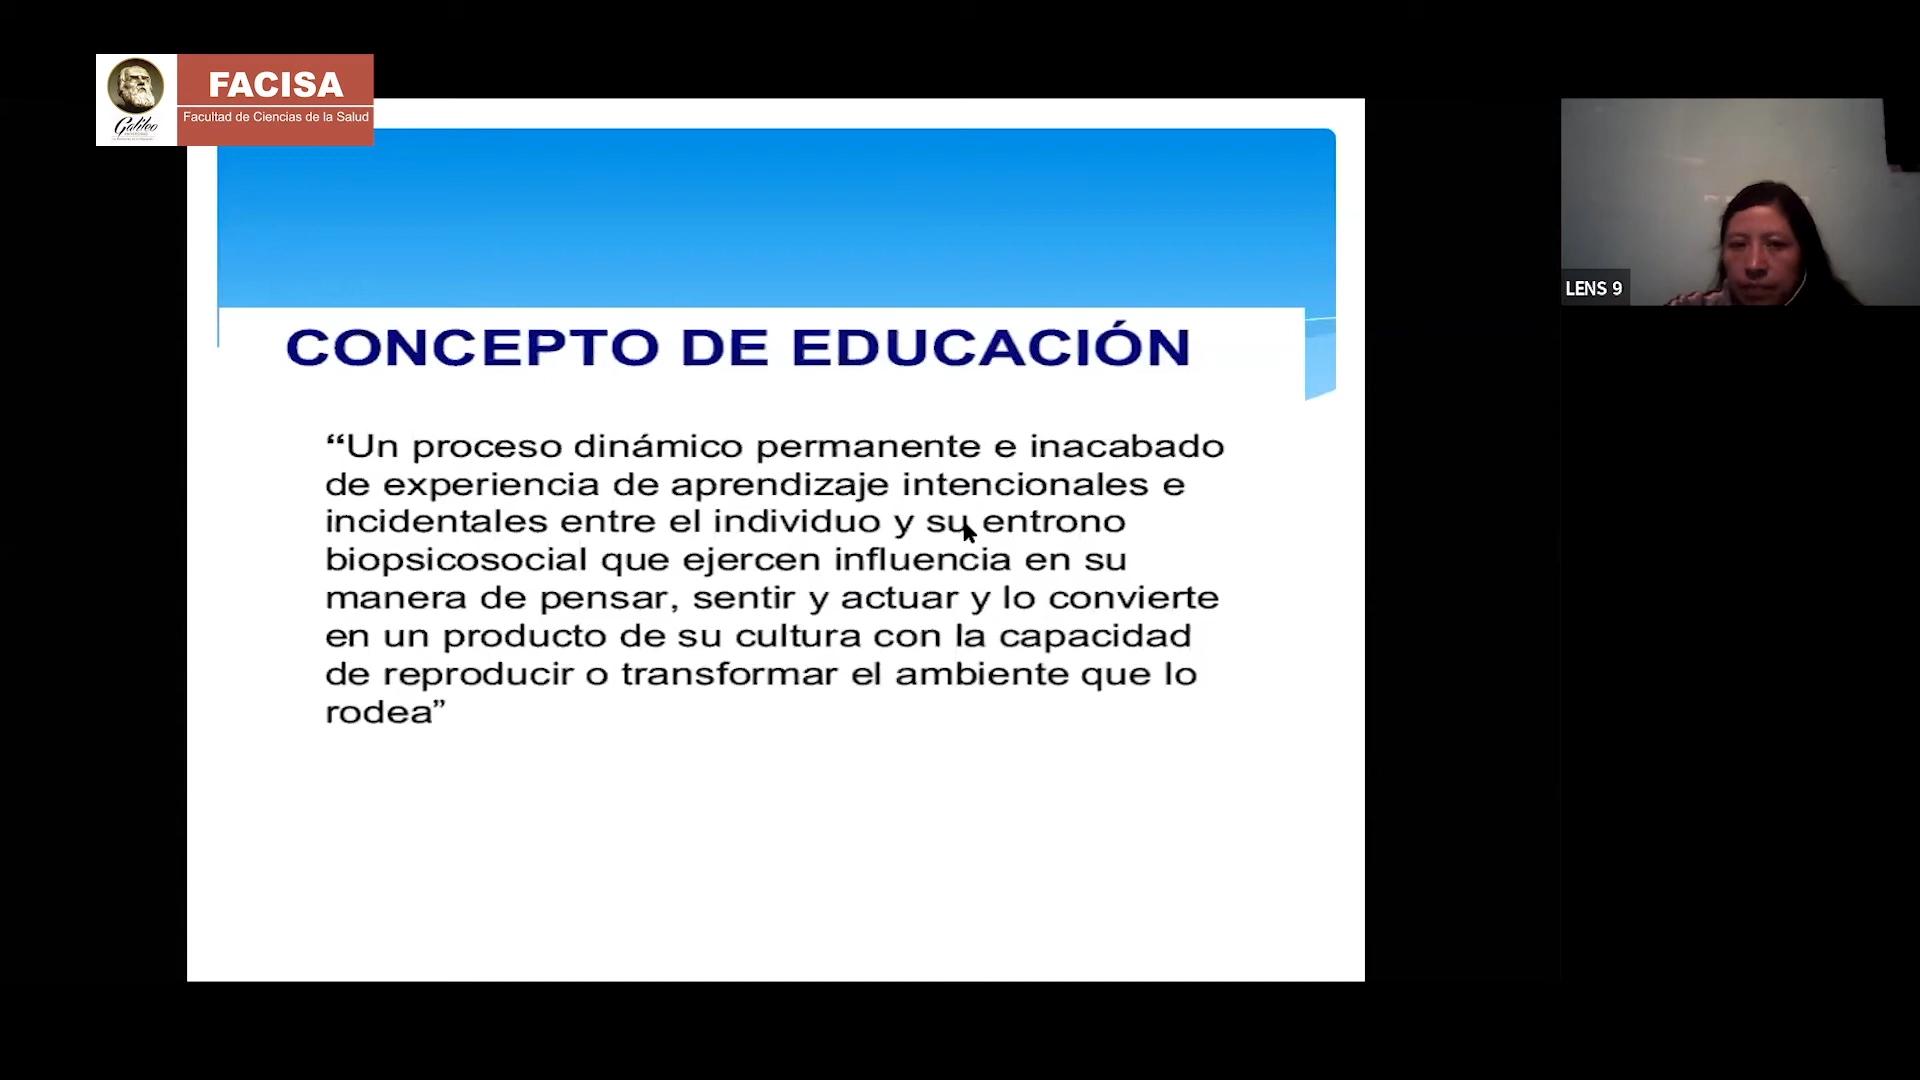 FACISA
Facultad de Ciencias de la Salud
Galileo
CONCEPTO DE EDUCACIÓN
“Un proceso dinámico permanente e inacabado
de experiencia de aprendizaje intencionales e
incidentales entre el individuo y su entrono
biopsicosocial que ejercen influencia en su
manera de pensar, sentir y actuar y lo convierte
en un producto de su cultura con la capacidad
de reproducir o transformar el ambiente que lo
rodea”
LENS 9